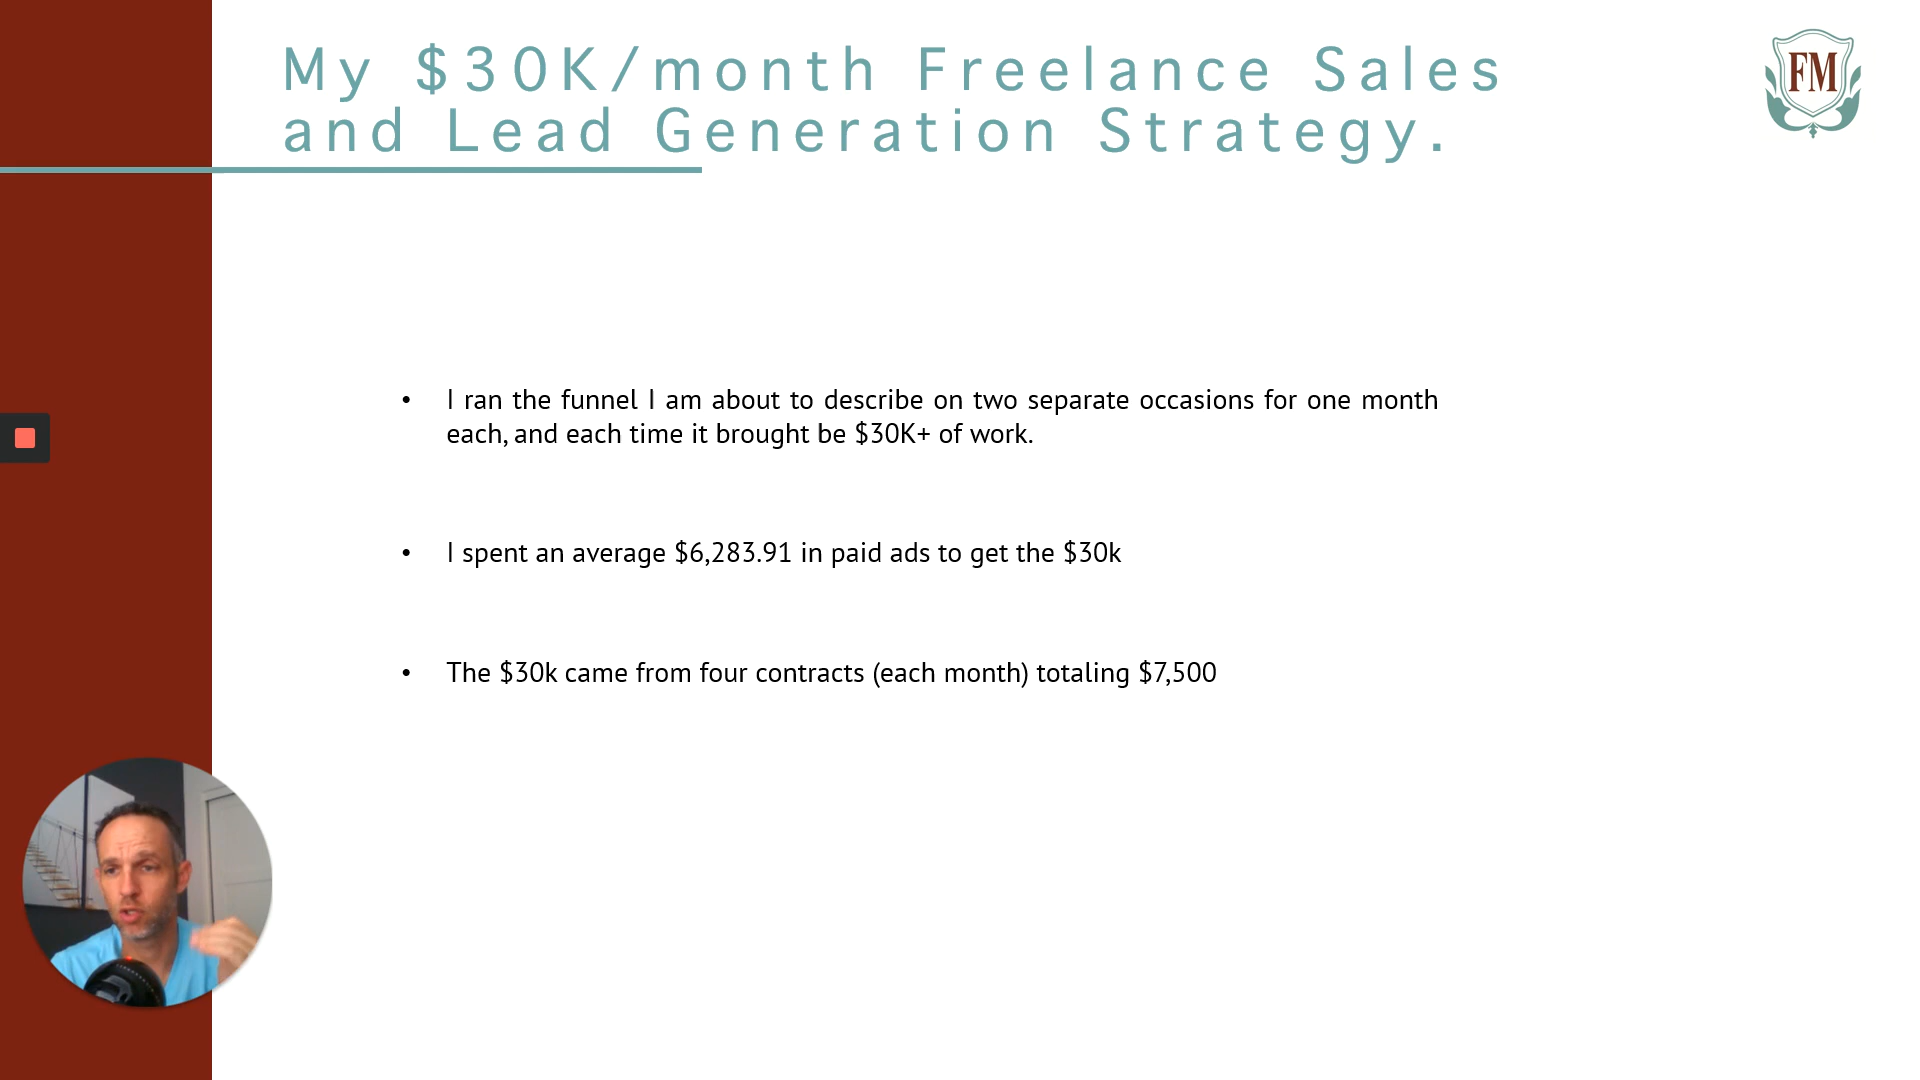 My $30K/month Freelance Sales
and Lead Generation Strategy.
FM
• I ran the funnel I am about to describe on two separate occasions for one month
each, and each time it brought be $30K+ of work.
• I spent an average $6,283.91 in paid ads to get the $30k
• The $30k came from four contracts (each month) totaling $7,500